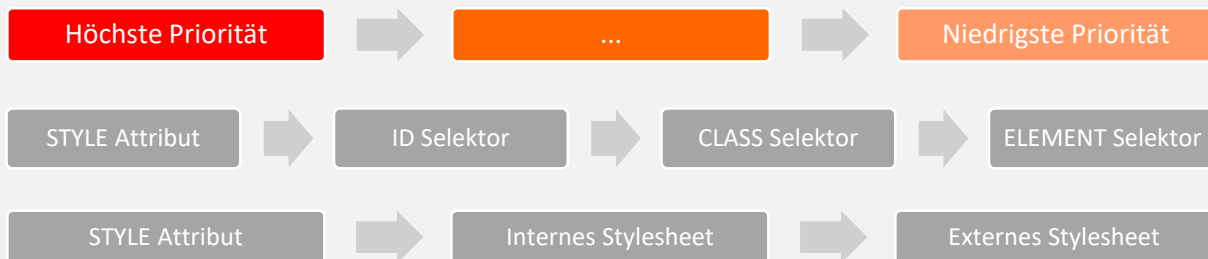 Höchste Priorität
...
Niedrigste Priorität
STYLE Attribut
ID Selektor
CLASS Selektor
ELEMENT Selektor
STYLE Attribut
Internes Stylesheet
Externes Stylesheet